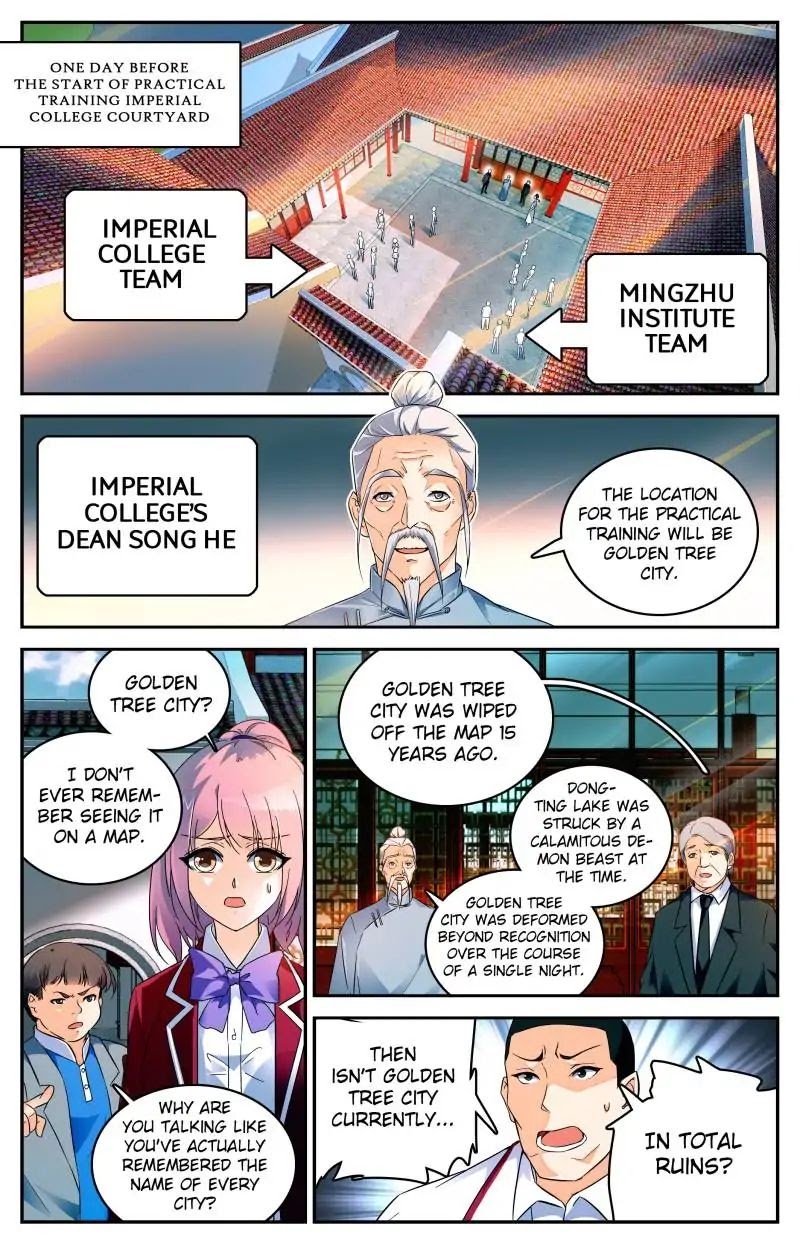 ONE DAY BEFORE
THE START OF PRACTICAL
TRAINING IMPERIAL
COLLEGE COURTYARD
IMPERIAL
COLLEGE
TEAM
MINGZHU
INSTITUTE
TEAM
IMPERIAL
COLLEGE'S
DEAN SONG HE
THE LOCATION
FOR THE PRACTICAL
TRAINING WILL BE
GOLDEN TREE
CITY.
GOLDEN
TREE CITY?
I DON'T
EVER REMEM-
BER SEEING IT
ON A MAP.
WHY ARE
YOU TALKING LIKE
YOU'VE ACTUALLY
REMEMBERED THE
NAME OF EVERY
CITY?
GOLDEN TREE
CITY WAS WIPED
OFF THE MAP 15
YEARS AGO.
DONG-
TING LAKE WAS
STRUCK BY A
CALAMITOUS DE-
MON BEAST AT
THE TIME.
GOLDEN TREE
CITY WAS DEFORMED
BEYOND RECOGNITION
OVER THE COURSE
OF A SINGLE NIGHT.
THEN
ISN'T GOLDEN
TREE CITY
CURRENTLY...
IN TOTAL
RUINS?